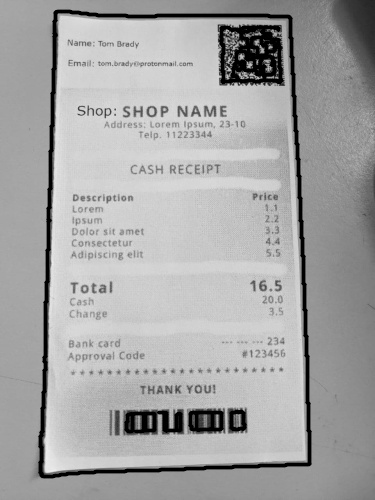 Name: Tom Brady
Email: tom.brady@protonmail.com
Shop: SHOP NAME
Address: Lorem Ipsum, 23-10
Telp. 11223344
CASH RECEIPT
Description Price
Lorem 1.1
Ipsum 2.2
Dolor sit amet 3.3
Consectetur 4.4
Adipiscing elit 5.5
Total 16.5
Cash 20.0
Change 3.5
Bank card --- --- --- 234
Approval Code #123456
* * * * * * * * * * * * * * * * * * * * * * * * *
THANK YOU!